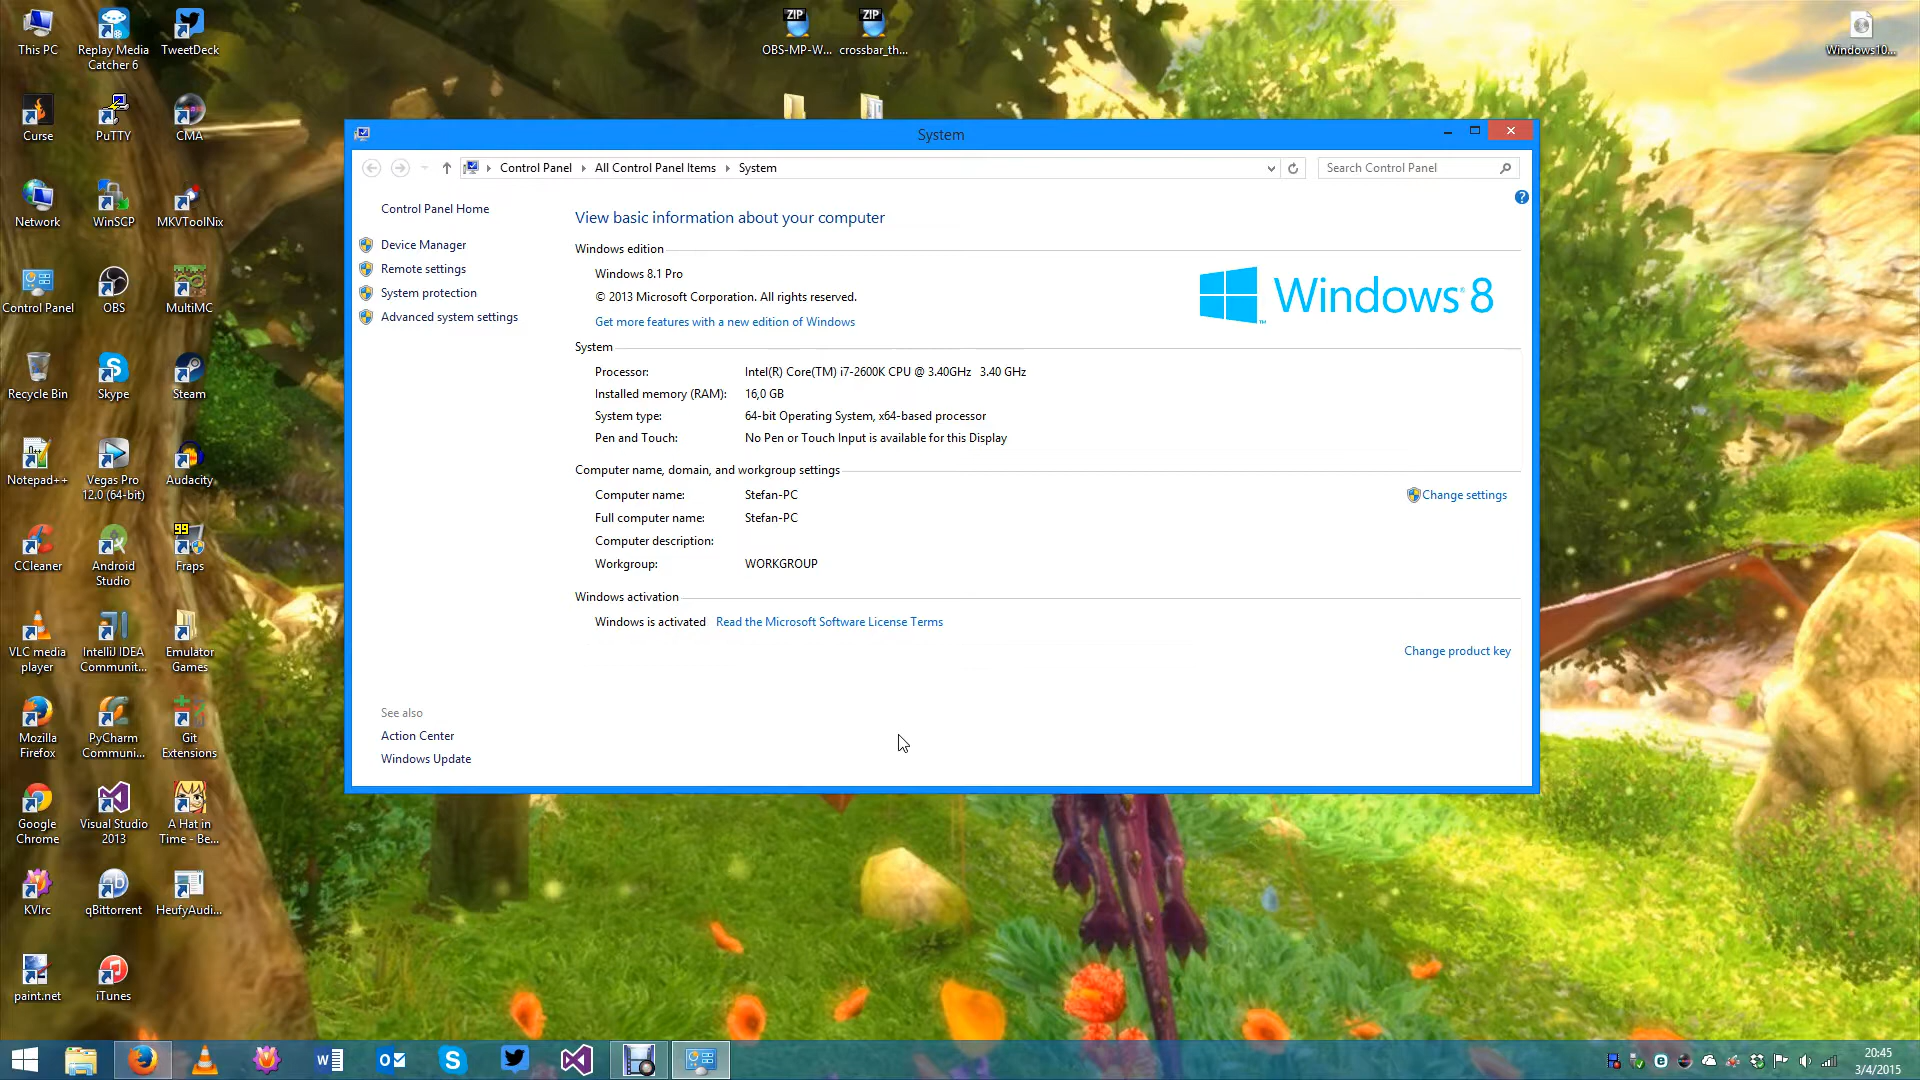 This PC
Replay Media
Catcher 6
TweetDeck
ZIP
OBS-MP-W...
ZIP
crossbar_th...
Windows10...
Curse
PuTTY
CMA
Network
WinSCP
MKVToolNix
Control Panel
OBS
MultiMC
Recycle Bin
Skype
Steam
Notepad++
Vegas Pro
12.0 (64-bit)
Audacity
CCleaner
Android
Studio
99
Fraps
VLC media
player
IntelliJ IDEA
Communit...
Emulator
Games
Mozilla
Firefox
PyCharm
Communi...
Git
Extensions
Google
Chrome
Visual Studio
2013
A Hat in
Time - Be...
KVIrc
qBittorrent
HeufyAudi...
paint.net
iTunes
System
Control Panel
All Control Panel Items
System
Search Control Panel
Control Panel Home
Device Manager
Remote settings
System protection
Advanced system settings
See also
Action Center
Windows Update
View basic information about your computer
Windows edition
Windows 8.1 Pro
© 2013 Microsoft Corporation. All rights reserved.
Get more features with a new edition of Windows
Windows 8
System
Processor: Intel(R) Core(TM) i7-2600K CPU @ 3.40GHz 3.40 GHz
Installed memory (RAM): 16,0 GB
System type: 64-bit Operating System, x64-based processor
Pen and Touch: No Pen or Touch Input is available for this Display
Computer name, domain, and workgroup settings
Computer name: Stefan-PC
Change settings
Full computer name: Stefan-PC
Computer description:
Workgroup: WORKGROUP
Windows activation
Windows is activated Read the Microsoft Software License Terms
Change product key
20:45
3/4/2015